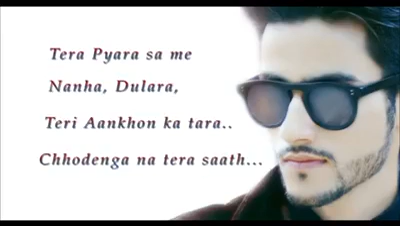 Tera Pyara sa me
Nanha, Dulara,
Teri Aankhon ka tara..
Chhodenga na tera saath...